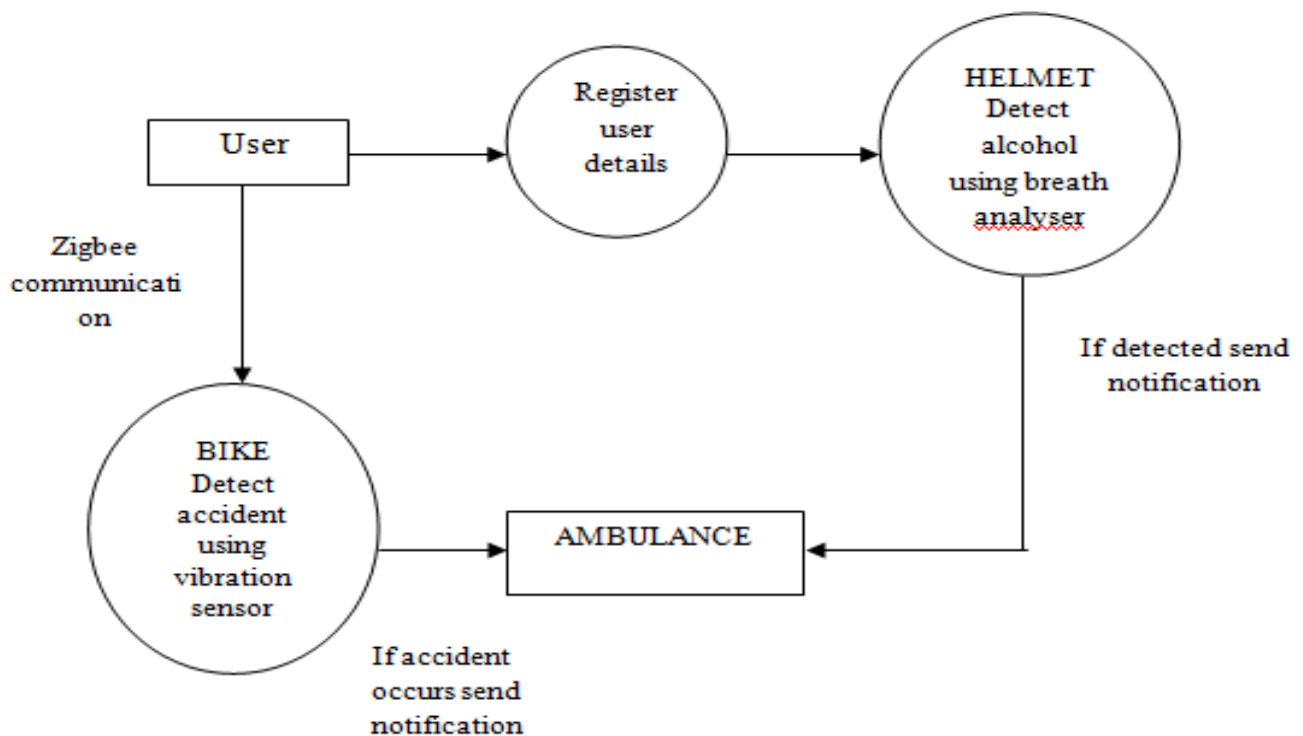 User
Register
user
details
HELMET
Detect
alcohol
using breath
analyser
Zigbee
communicati
on
If detected send
notification
BIKE
Detect
accident
using
vibration
sensor
AMBULANCE
If accident
occurs send
notification